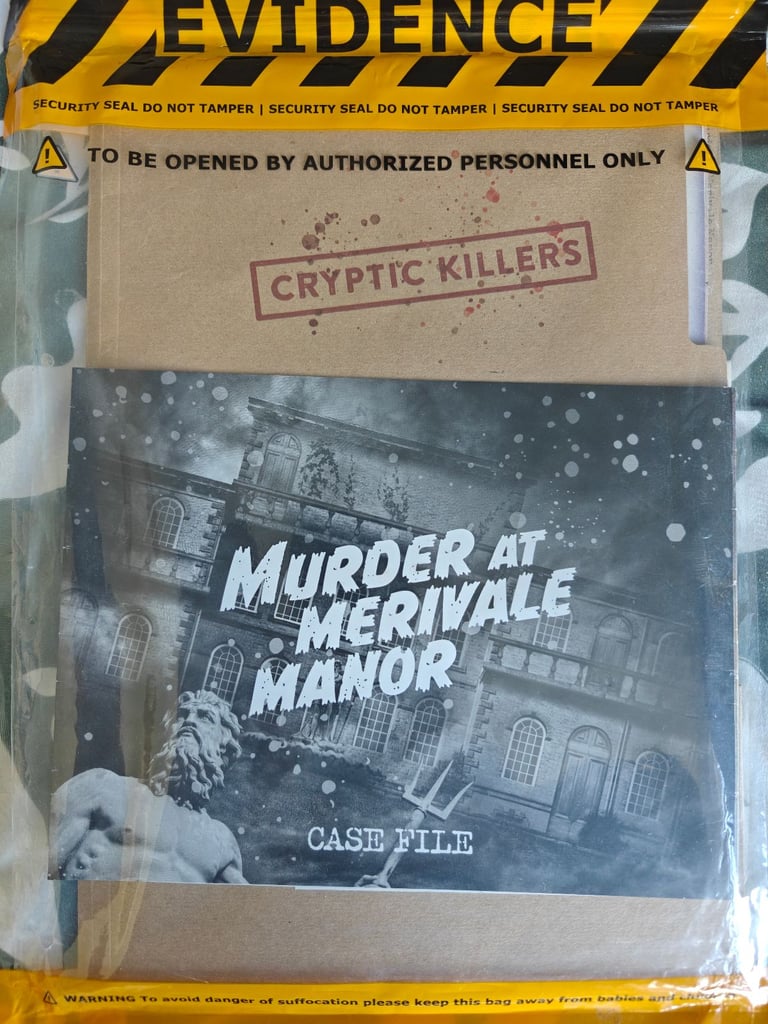 EVIDENCE
SECURITY SEAL DO NOT TAMPER | SECURITY SEAL DO NOT TAMPER | SECURITY SEAL DO NOT TAMPER
TO BE OPENED BY AUTHORIZED PERSONNEL ONLY
CRYPTIC KILLERS
MURDER AT
MERIVALE
MANOR
CASE FILE
WARNING To avoid danger of suffocation please keep this bag away from babies and children